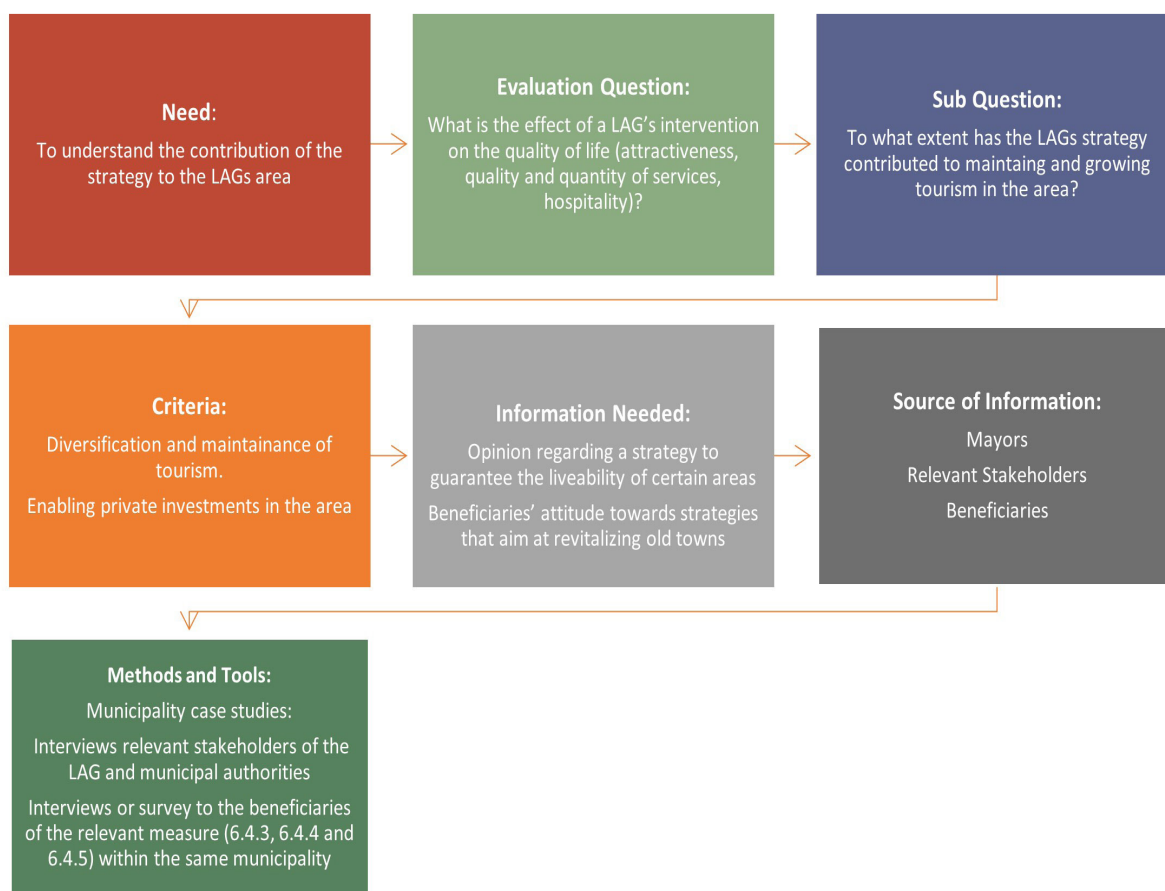 Need:
To understand the contribution of the
strategy to the LAGs area
Evaluation Question:
What is the effect of a LAG's intervention
on the quality of life (attractiveness,
quality and quantity of services,
hospitality)?
Sub Question:
To what extent has the LAGs strategy
contributed to maintaing and growing
tourism in the area?
Criteria:
Diversification and maintainance of
tourism.
Enabling private investments in the area
Information Needed:
Opinion regarding a strategy to
guarantee the liveability of certain areas
Beneficiaries' attitude towards strategies
that aim at revitalizing old towns
Source of Information:
Mayors
Relevant Stakeholders
Beneficiaries
Methods and Tools:
Municipality case studies:
Interviews relevant stakeholders of the
LAG and municipal authorities
Interviews or survey to the beneficiaries
of the relevant measure (6.4.3, 6.4.4 and
6.4.5) within the same municipality